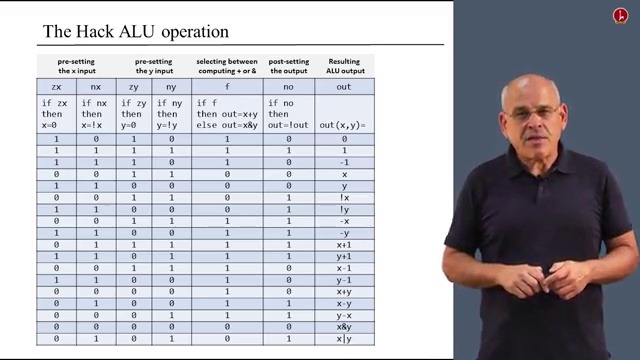 The Hack ALU operation
pre-setting pre-setting selecting between post-setting Resulting
the x input the y input computing + or & the output ALU output
zx nx zy ny f no out
if zx if nx if zy if ny if f if no
then then then then then out=x+y then
x=0 x=!x y=0 y=!y else out=x&y out=!out out(x,y)=
1 0 1 0 1 0 0
1 1 1 1 1 1 1
1 1 1 0 1 0 -1
0 0 1 1 0 0 x
1 1 0 0 0 0 y
0 0 1 1 0 1 !x
1 1 0 0 0 1 !y
0 0 1 1 1 1 -x
1 1 0 0 1 1 -y
0 1 1 1 1 1 x+1
1 1 0 1 1 1 y+1
0 0 1 1 1 0 x-1
1 1 0 0 1 0 y-1
0 0 0 0 1 0 x+y
0 1 0 0 1 1 x-y
0 0 0 1 1 1 y-x
0 0 0 0 0 0 x&y
0 1 0 1 0 1 x|y